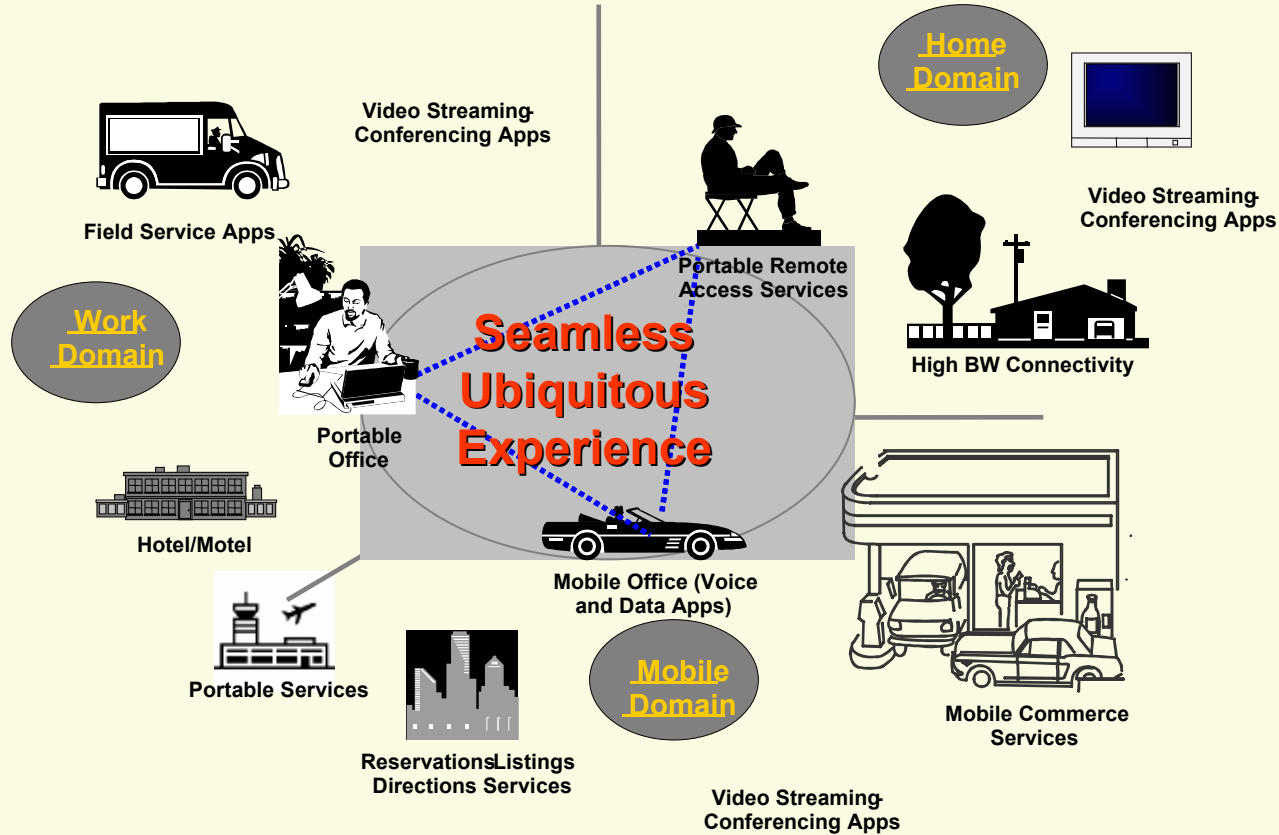 Home
Domain
Video Streaming-
Conferencing Apps
Field Service Apps
Video Streaming-
Conferencing Apps
Portable Remote
Access Services
High BW Connectivity
Work
Domain
Seamless
Ubiquitous
Experience
Portable
Office
Hotel/Motel
Mobile Office (Voice
and Data Apps)
Portable Services
Mobile
Domain
Mobile Commerce
Services
ReservationsListings
Directions Services
Video Streaming-
Conferencing Apps